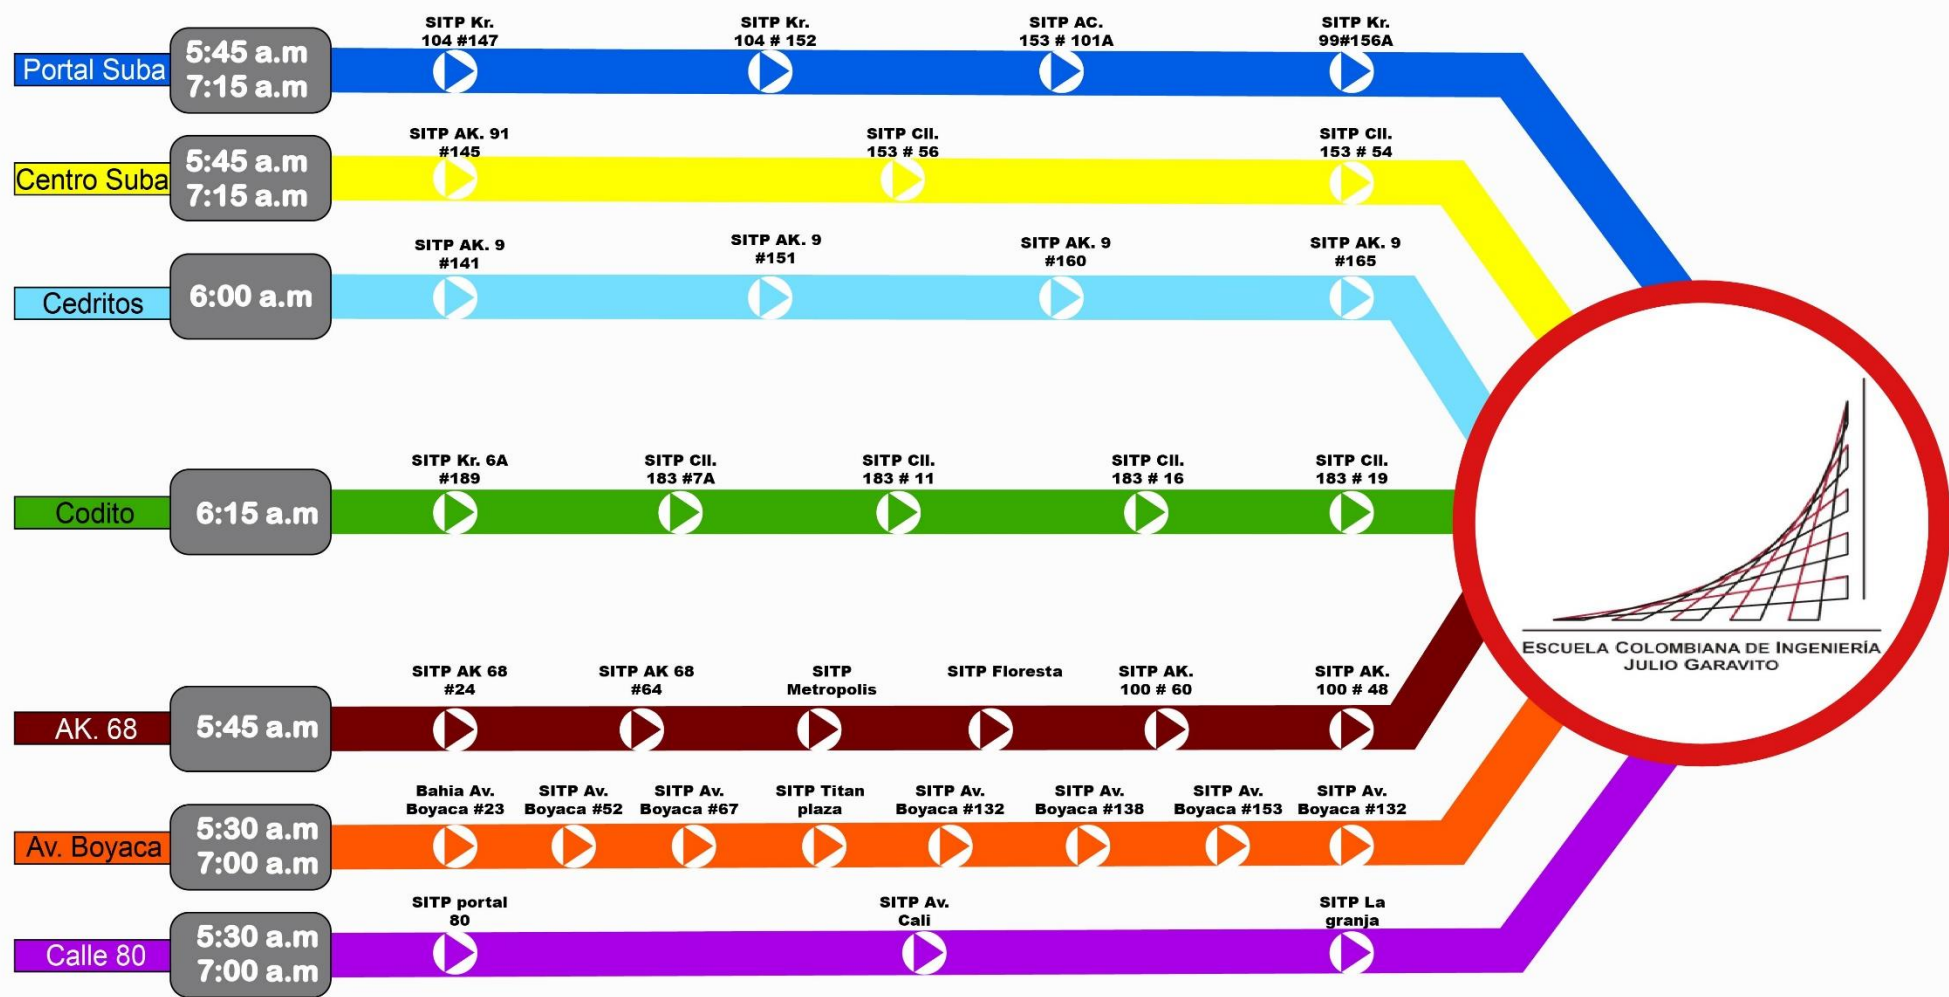 Portal Suba
5:45 a.m
7:15 a.m
SITP Kr.
104 #147
SITP Kr.
104 # 152
SITP AC.
153 # 101A
SITP Kr.
99#156A
Centro Suba
5:45 a.m
7:15 a.m
SITP AK. 91
#145
SITP Cll.
153 # 56
SITP Cll.
153 # 54
Cedritos
6:00 a.m
SITP AK. 9
#141
SITP AK. 9
#151
SITP AK. 9
#160
SITP AK. 9
#165
Codito
6:15 a.m
SITP Kr. 6A
#189
SITP Cll.
183 #7A
SITP Cll.
183 # 11
SITP Cll.
183 # 16
SITP Cll.
183 # 19
ESCUELA COLOMBIANA DE INGENIERÍA
JULIO GARAVITO
AK. 68
5:45 a.m
SITP AK 68
#24
SITP AK 68
#64
SITP
Metropolis
SITP Floresta
SITP AK.
100 # 60
SITP AK.
100 # 48
Av. Boyaca
5:30 a.m
7:00 a.m
Bahia Av.
Boyaca #23
SITP Av.
Boyaca #52
SITP Av.
Boyaca #67
SITP Titan
plaza
SITP Av.
Boyaca #132
SITP Av.
Boyaca #138
SITP Av.
Boyaca #153
SITP Av.
Boyaca #132
Calle 80
5:30 a.m
7:00 a.m
SITP portal
80
SITP Av.
Cali
SITP La
granja